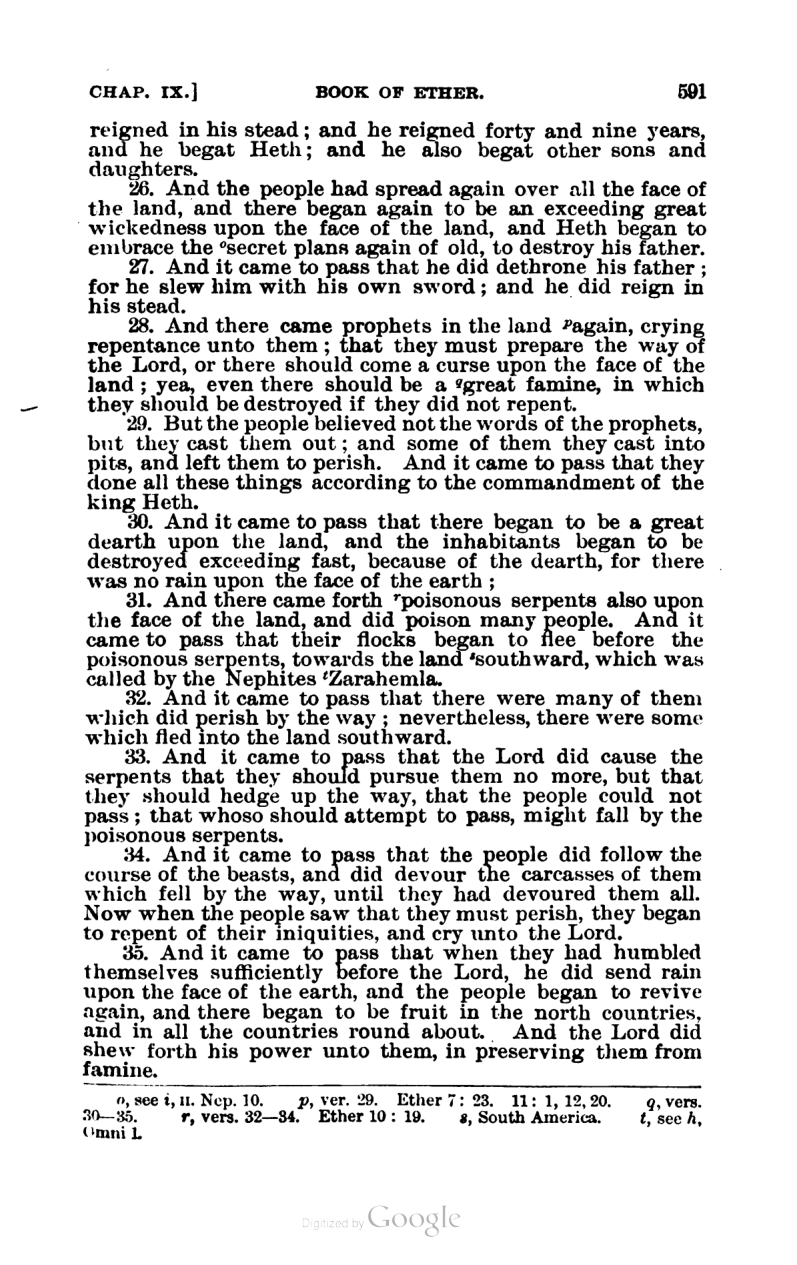 CHAP. IX.] BOOK OF ETHER. 591
reigned in his stead; and he reigned forty and nine years,
and he begat Heth; and he also begat other sons and
daughters.
26. And the people had spread again over all the face of
the land, and there began again to be an exceeding great
wickedness upon the face of the land, and Heth began to
embrace the ᵒsecret plans again of old, to destroy his father.
27. And it came to pass that he did dethrone his father;
for he slew him with his own sword; and he did reign in
his stead.
28. And there came prophets in the land ᵖagain, crying
repentance unto them; that they must prepare the way of
the Lord, or there should come a curse upon the face of the
land; yea, even there should be a qgreat famine, in which
they should be destroyed if they did not repent.
29. But the people believed not the words of the prophets,
but they cast them out; and some of them they cast into
pits, and left them to perish. And it came to pass that they
done all these things according to the commandment of the
king Heth.
30. And it came to pass that there began to be a great
dearth upon the land, and the inhabitants began to be
destroyed exceeding fast, because of the dearth, for there
was no rain upon the face of the earth;
31. And there came forth ʳpoisonous serpents also upon
the face of the land, and did poison many people. And it
came to pass that their flocks began to flee before the
poisonous serpents, towards the land ˢsouthward, which was
called by the Nephites ᵗZarahemla.
32. And it came to pass that there were many of them
which did perish by the way; nevertheless, there were some
which fled into the land southward.
33. And it came to pass that the Lord did cause the
serpents that they should pursue them no more, but that
they should hedge up the way, that the people could not
pass; that whoso should attempt to pass, might fall by the
poisonous serpents.
34. And it came to pass that the people did follow the
course of the beasts, and did devour the carcasses of them
which fell by the way, until they had devoured them all.
Now when the people saw that they must perish, they began
to repent of their iniquities, and cry unto the Lord.
35. And it came to pass that when they had humbled
themselves sufficiently before the Lord, he did send rain
upon the face of the earth, and the people began to revive
again, and there began to be fruit in the north countries,
and in all the countries round about. And the Lord did
shew forth his power unto them, in preserving them from
famine.
o, see i, II. Nep. 10. p, ver. 29. Ether 7: 23. 11: 1, 12, 20. q, vers.
30—35. r, vers. 32—34. Ether 10: 19. s, South America. t, see h,
Omni 1.
Digitized by Google